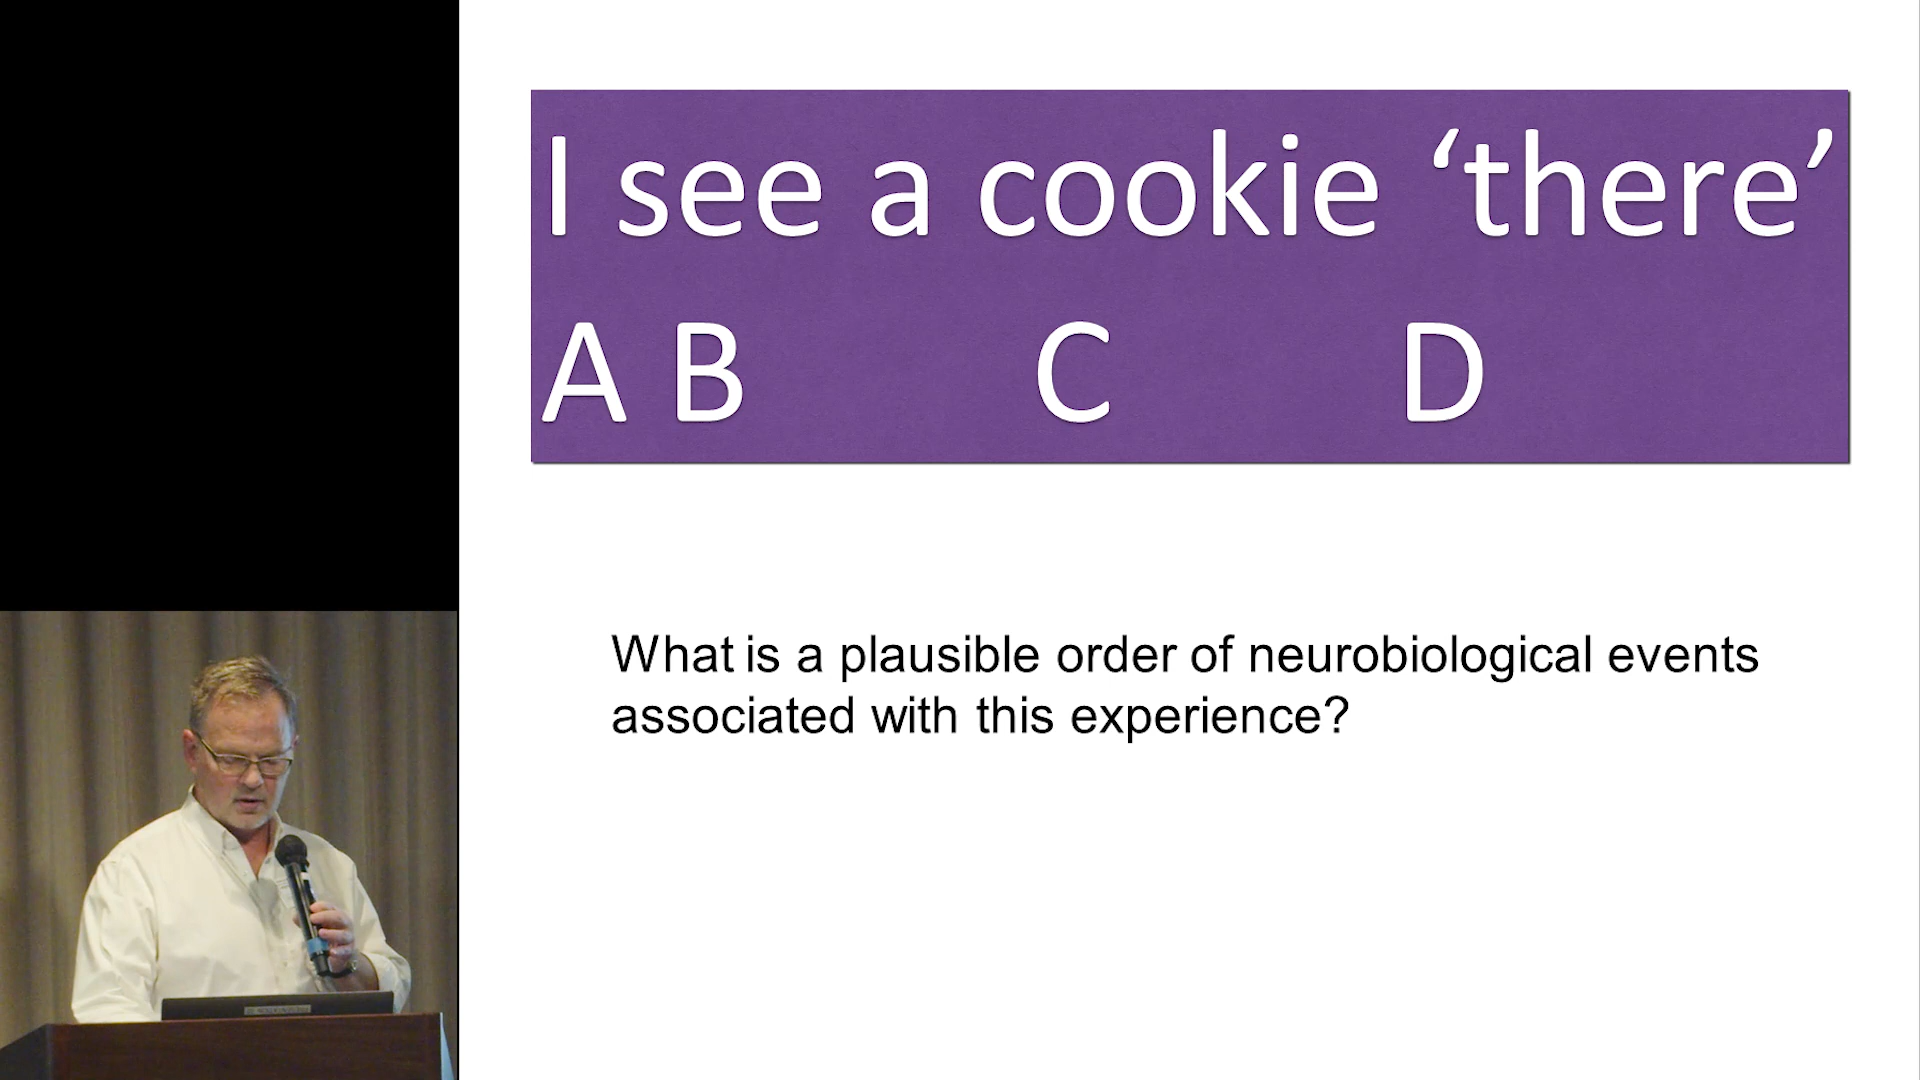 I see a cookie ‘there’
A B C D
What is a plausible order of neurobiological events
associated with this experience?